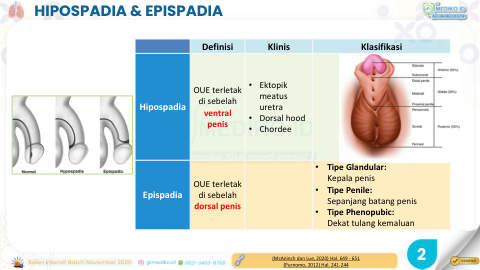 HIPOSPADIA & EPISPADIA
Definisi
Klinis
Klasifikasi
Hipospadia
OUE terletak
di sebelah
ventral
penis
• Ektopik
meatus
uretra
• Dorsal hood
• Chordee
Normal
Hypospadia
Epispadia
Epispadia
OUE terletak
di sebelah
dorsal penis
• Tipe Glandular:
Kepala penis
• Tipe Penile:
Sepanjang batang penis
• Tipe Phenopubic:
Dekat tulang kemaluan
(McAninch dan Lue, 2020) Hal. 649 - 651
(Purnomo, 2012) Hal. 241-244
2